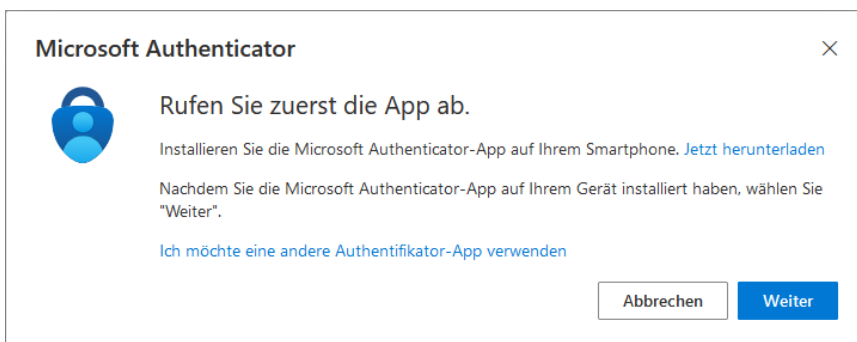 Microsoft Authenticator
Rufen Sie zuerst die App ab.
Installieren Sie die Microsoft Authenticator-App auf Ihrem Smartphone. Jetzt herunterladen
Nachdem Sie die Microsoft Authenticator-App auf Ihrem Gerät installiert haben, wählen Sie
"Weiter".
Ich möchte eine andere Authentifikator-App verwenden
Abbrechen Weiter